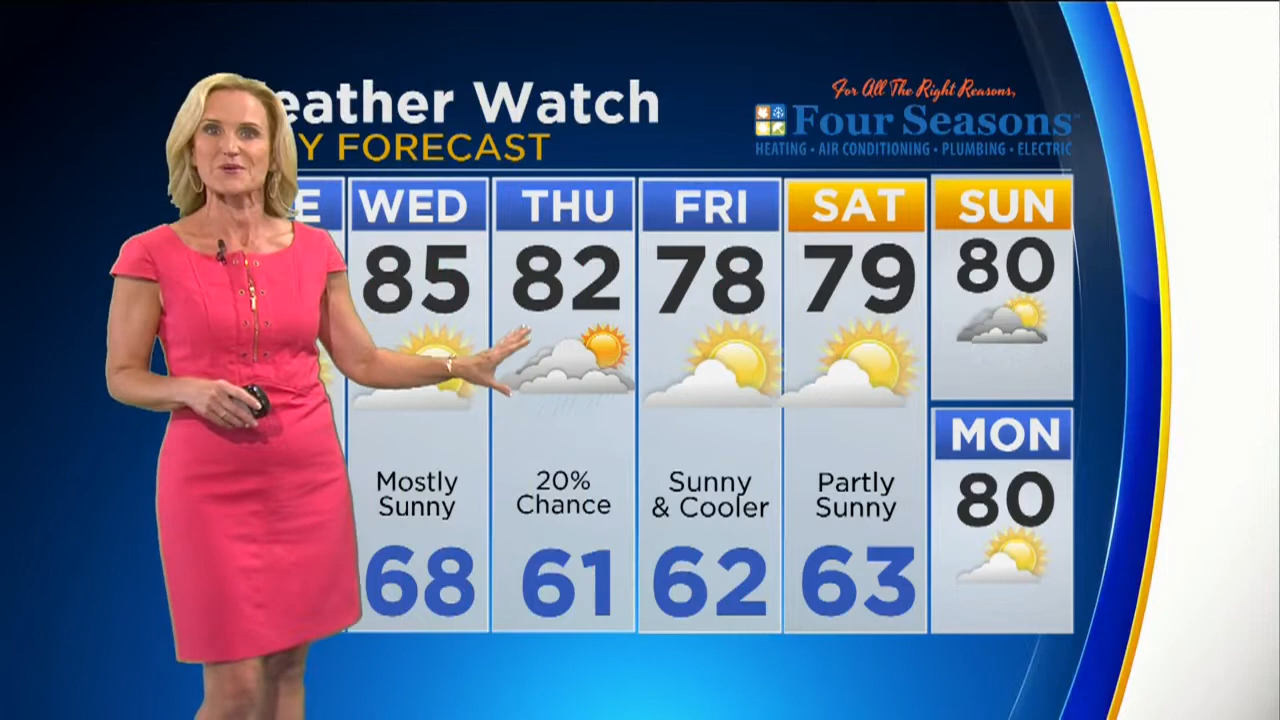 eather Watch
Y FORECAST
For All The Right Reasons,
Four Seasons
HEATING • AIR CONDITIONING • PLUMBING • ELECTRIC
E
WED
THU
FRI
SAT
SUN
85
82
78
79
80
Mostly
Sunny
20%
Chance
Sunny
& Cooler
Partly
Sunny
68
61
62
63
MON
80